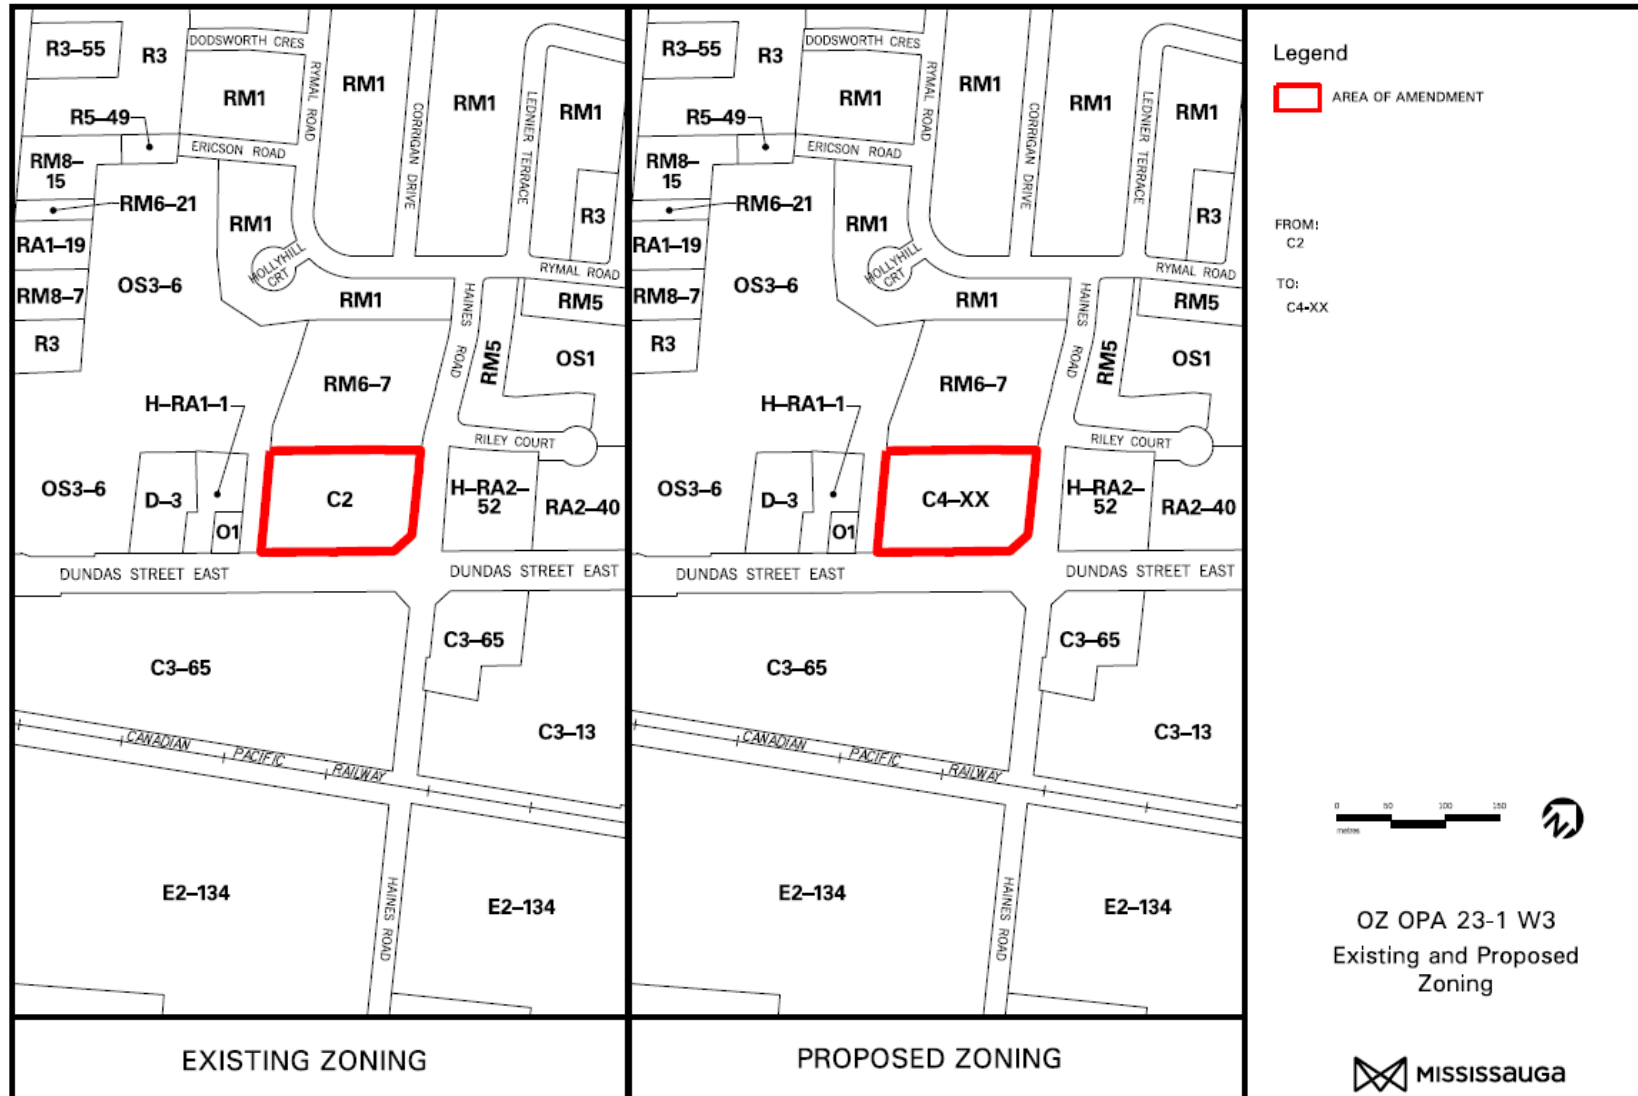 R3–55
R3
DODSWORTH CRES
RYMAL ROAD
RM1
RM1
CORRIGAN DRIVE
RM1
LEDNIER TERRACE
RM1
R5–49
ERICSON ROAD
RM8–
15
RM6–21
RM1
R3
RA1–19
HOLLYHILL
CRT
RYMAL ROAD
RM8–7
OS3–6
RM1
HAINES ROAD
RM5
R3
RM5
OS1
RM6–7
H–RA1–1
RILEY COURT
OS3–6
D–3
C2
H–RA2–
52
RA2–40
O1
DUNDAS STREET EAST
DUNDAS STREET EAST
C3–65
C3–65
C3–13
CANADIAN PACIFIC RAILWAY
E2–134
HAINES ROAD
E2–134
EXISTING ZONING
R3–55
R3
DODSWORTH CRES
RYMAL ROAD
RM1
RM1
CORRIGAN DRIVE
RM1
LEDNIER TERRACE
RM1
R5–49
ERICSON ROAD
RM8–
15
RM6–21
RM1
R3
RA1–19
HOLLYHILL
CRT
RYMAL ROAD
RM8–7
OS3–6
RM1
HAINES ROAD
RM5
R3
RM5
OS1
RM6–7
H–RA1–1
RILEY COURT
OS3–6
D–3
C4–XX
H–RA2–
52
RA2–40
O1
DUNDAS STREET EAST
DUNDAS STREET EAST
C3–65
C3–65
C3–13
CANADIAN PACIFIC RAILWAY
E2–134
HAINES ROAD
E2–134
PROPOSED ZONING
Legend
AREA OF AMENDMENT
FROM:
C2
TO:
C4-XX
0 50 100 150
metres
N
OZ OPA 23-1 W3
Existing and Proposed
Zoning
MISSISSAUGA